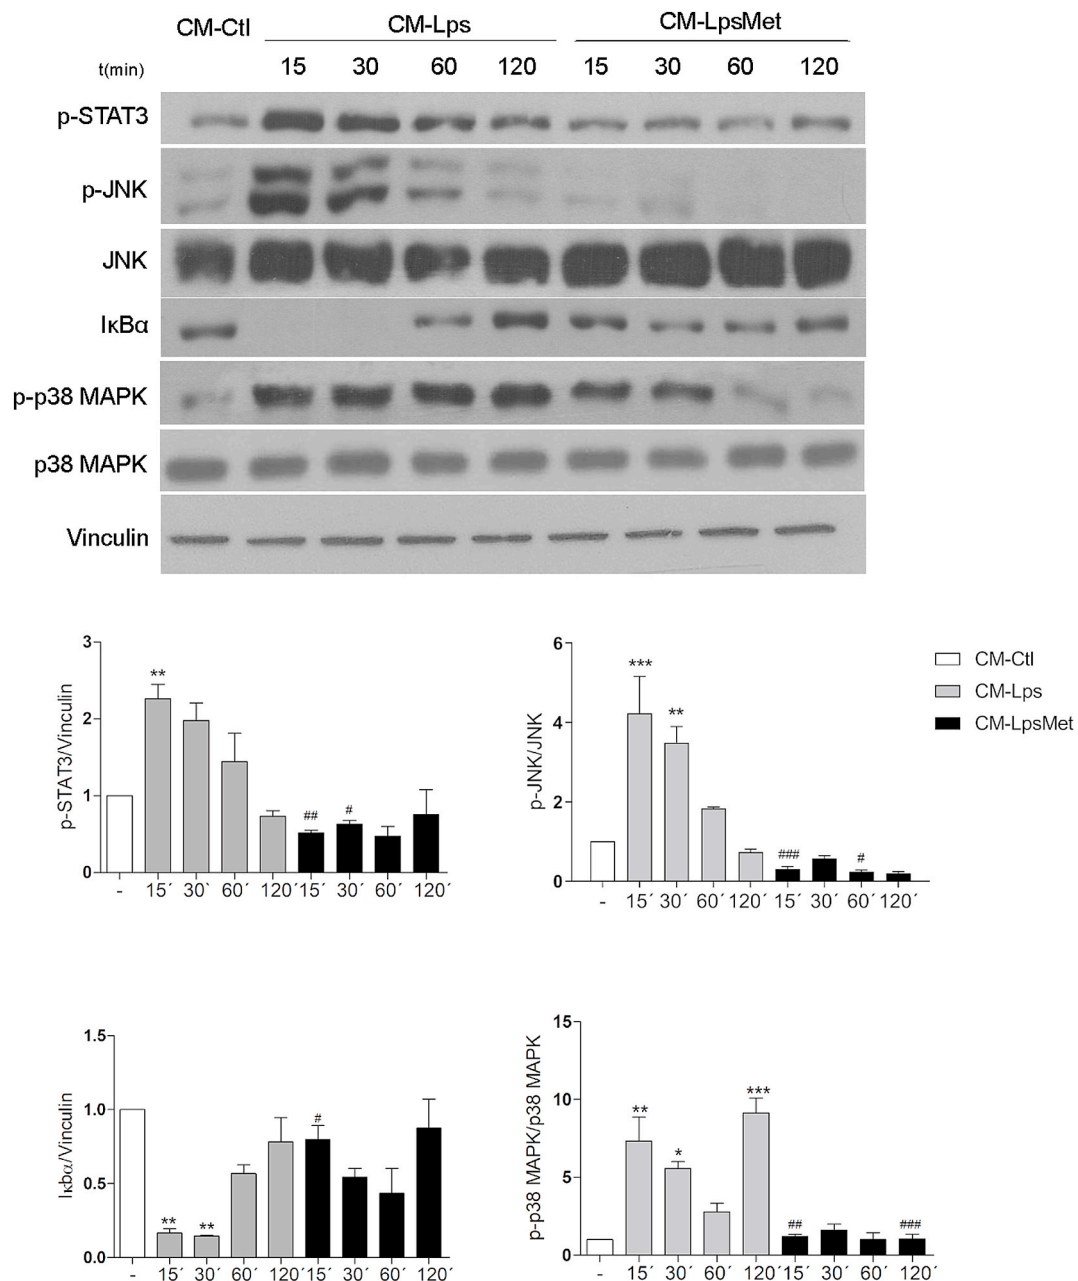 CM-Ctl CM-Lps CM-LpsMet
t(min) 15 30 60 120 15 30 60 120
p-STAT3
p-JNK
JNK
IκBα
p-p38 MAPK
p38 MAPK
Vinculin
p-STAT3/Vinculin
3
2
1
0
** ## #
- 15´ 30` 60´ 120´ 15´ 30´ 60´ 120´
p-JNK/JNK
6
4
2
0
*** ** ### #
- 15´ 30´ 60´ 120´ 15´ 30´ 60´ 120´
CM-Ctl
CM-Lps
CM-LpsMet
Iκbα/Vinculin
1.5
1.0
0.5
0.0
** ** #
- 15´ 30´ 60´ 120´ 15´ 30´ 60´ 120´
p-p38 MAPK/p38 MAPK
15
10
5
0
** * *** ## ###
- 15´ 30´ 60´ 120´ 15´ 30´ 60´ 120´